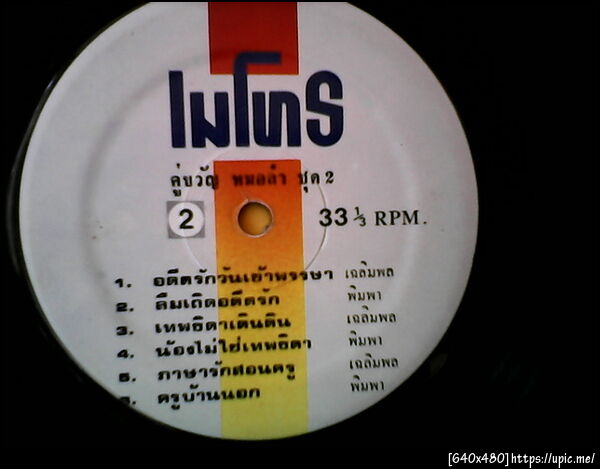 เมโทร
คู่ขวัญ หมอลำ ชุด 2
2 33 ⅓ RPM.
1. อดีตรักวันเข้าพรรษา เฉลิมพล
2. ลืมเถิดอดีตรัก พิมพา
3. เทพธิดาเดินดิน เฉลิมพล
4. น้องไม่ใช่เทพธิดา พิมพา
5. ภาษารักสอนครู เฉลิมพล
6. ครูบ้านนอก พิมพา
[640x480]https://upic.me/